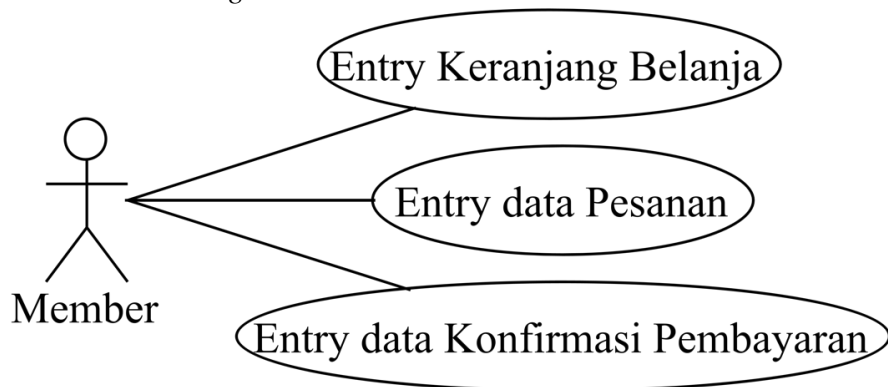 Entry Keranjang Belanja
Entry data Pesanan
Member
Entry data Konfirmasi Pembayaran